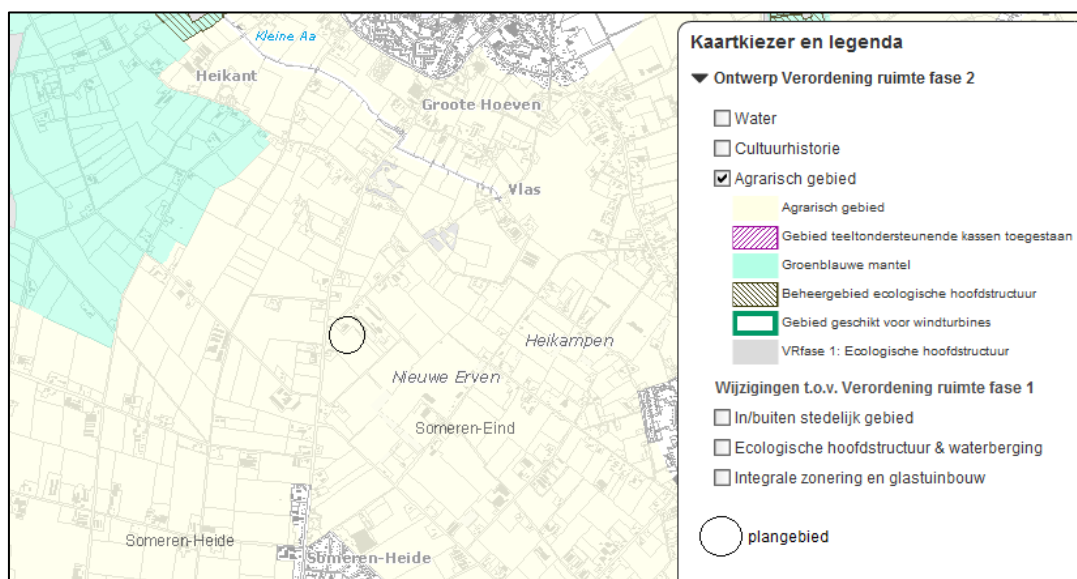 Kleine Aa
Heikant
Groote Hoeven
Vlas
Heikampen
Nieuwe Erven
Someren-Eind
Someren-Heide
Someren-Heide
Kaartkiezer en legenda
Ontwerp Verordening ruimte fase 2
Water
Cultuurhistorie
Agrarisch gebied
Agrarisch gebied
Gebied teeltondersteunende kassen toegestaan
Groenblauwe mantel
Beheergebied ecologische hoofdstructuur
Gebied geschikt voor windturbines
VRfase 1: Ecologische hoofdstructuur
Wijzigingen t.o.v. Verordening ruimte fase 1
In/buiten stedelijk gebied
Ecologische hoofdstructuur & waterberging
Integrale zonering en glastuinbouw
plangebied